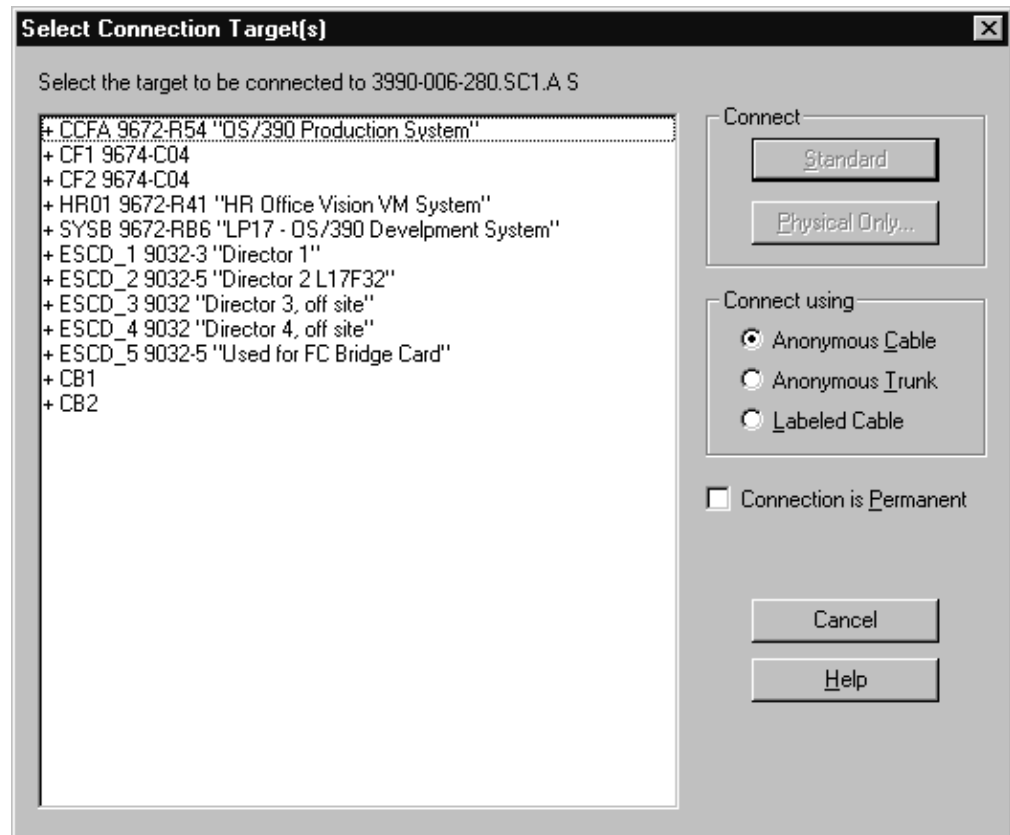 Select Connection Target(s)
Select the target to be connected to 3990-006-280.SC1.A S
+ CCFA 9672-R54 "OS/390 Production System"
+ CF1 9674-C04
+ CF2 9674-C04
+ HR01 9672-R41 "HR Office Vision VM System"
+ SYSB 9672-RB6 "LP17 - OS/390 Develpment System"
+ ESCD_1 9032-3 "Director 1"
+ ESCD_2 9032-5 "Director 2 L17F32"
+ ESCD_3 9032 "Director 3, off site"
+ ESCD_4 9032 "Director 4, off site"
+ ESCD_5 9032-5 "Used for FC Bridge Card"
+ CB1
+ CB2
Connect
Standard
Physical Only...
Connect using
Anonymous Cable
Anonymous Trunk
Labeled Cable
Connection is Permanent
Cancel
Help